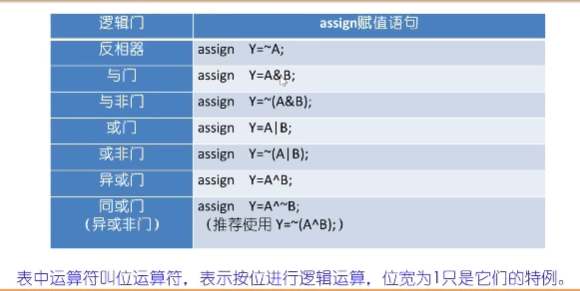 逻辑门 assign赋值语句
反相器 assign Y=~A;
与门 assign Y=A&B;
与非门 assign Y=~(A&B);
或门 assign Y=A|B;
或非门 assign Y=~(A|B);
异或门 assign Y=A^B;
同或门 assign Y=A^~B;
（异或非门） （推荐使用 Y=~(A^B);）
表中运算符叫位运算符，表示按位进行逻辑运算，位宽为1只是它们的特例。